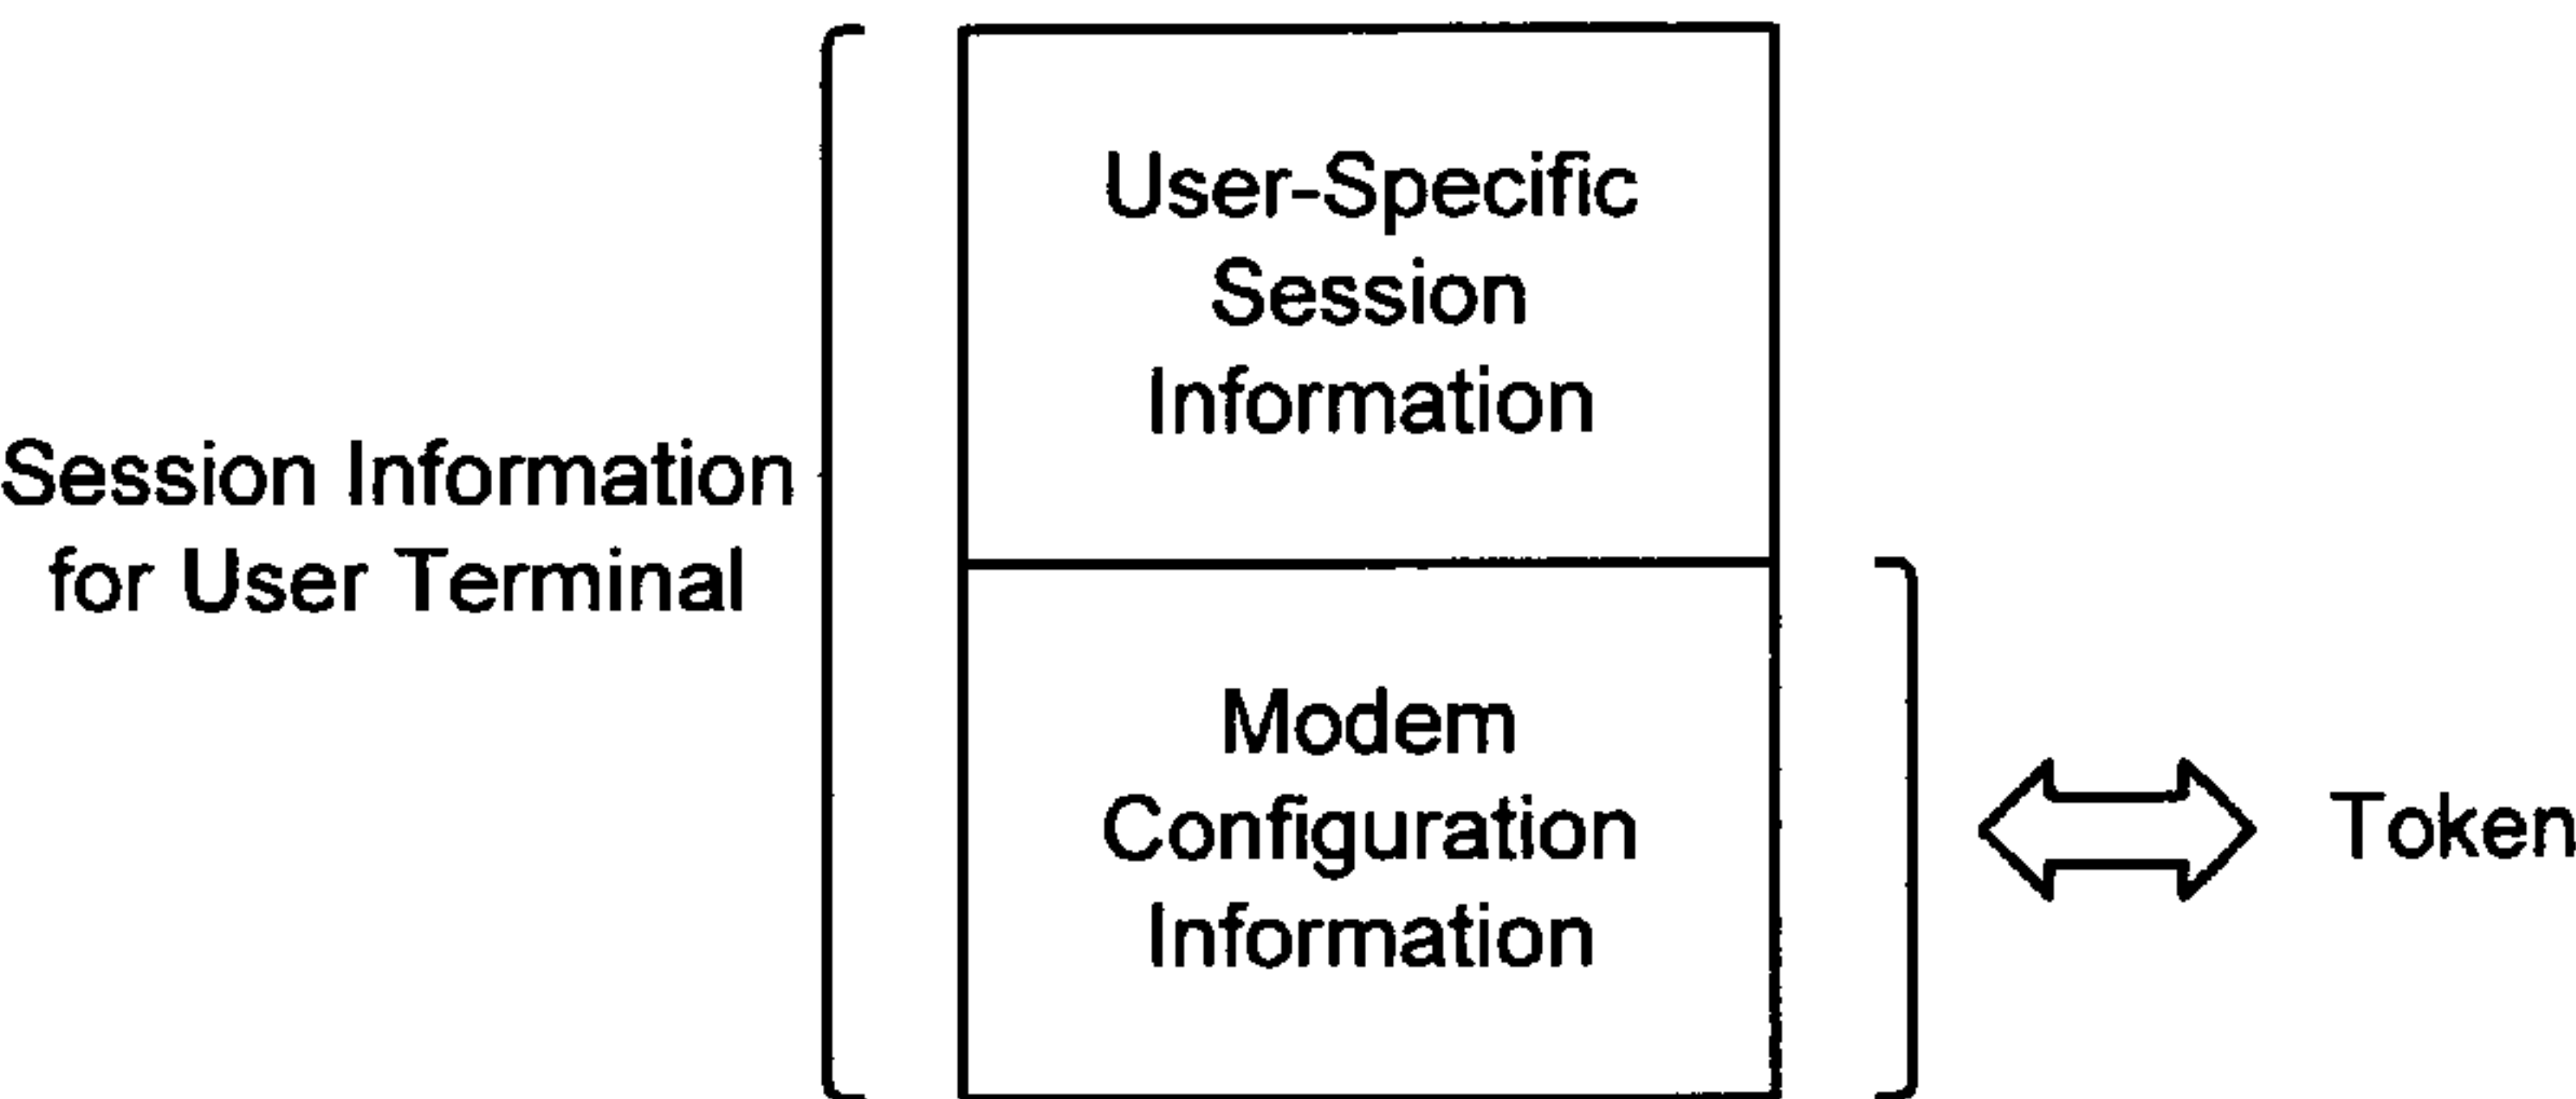 Session Information
for User Terminal
User-Specific
Session
Information
Modem
Configuration
Information
Token